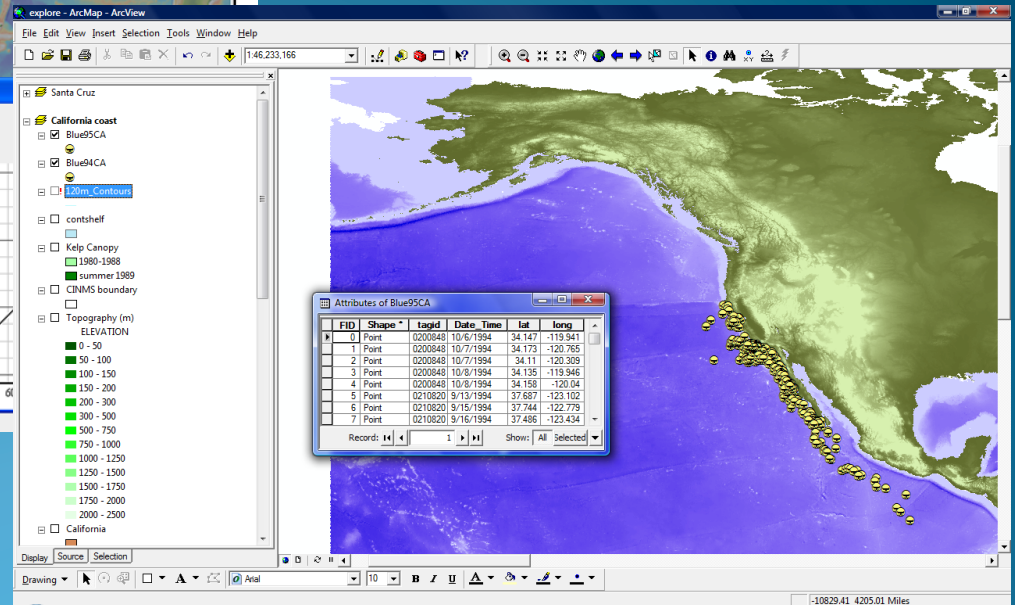 explore - ArcMap - ArcView
File Edit View Insert Selection Tools Window Help
1:46,233,166
Santa Cruz
California coast
Blue95CA
Blue94CA
120m_Contours
contshelf
Kelp Canopy
1980-1988
summer 1989
CINMS boundary
Topography (m)
ELEVATION
0 - 50
50 - 100
100 - 150
150 - 200
200 - 300
300 - 500
500 - 750
750 - 1000
1000 - 1250
1250 - 1500
1500 - 1750
1750 - 2000
2000 - 2500
California
Display Source Selection
Attributes of Blue95CA
FID Shape * tagid Date_Time lat long
0 Point 0200848 10/6/1994 34.147 -119.941
1 Point 0200848 10/7/1994 34.173 -120.765
2 Point 0200848 10/7/1994 34.11 -120.309
3 Point 0200848 10/8/1994 34.135 -119.946
4 Point 0200848 10/8/1994 34.158 -120.04
5 Point 0210820 9/13/1994 37.687 -123.102
6 Point 0210820 9/15/1994 37.744 -122.779
7 Point 0210820 9/16/1994 37.486 -123.434
Record: 1 Show: All Selected
Drawing A Arial 10 B I U A
-10829.41 4205.01 Miles